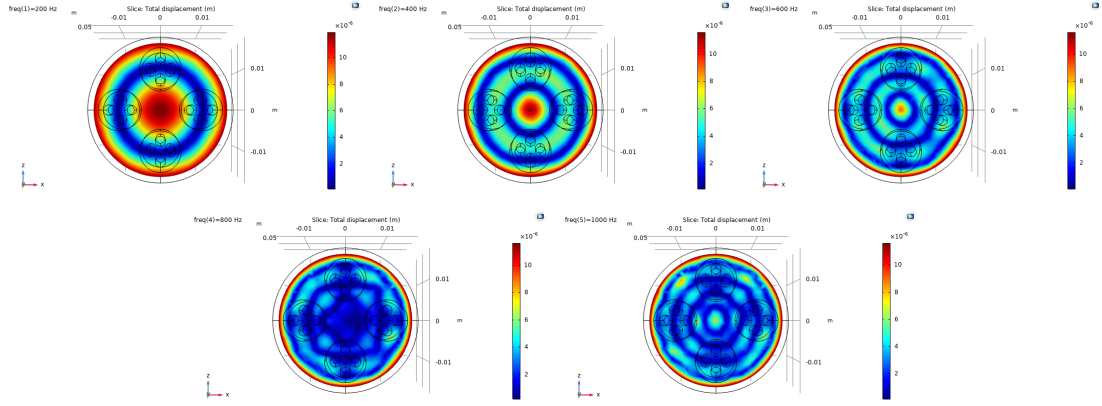 freq(1)=200 Hz
m
Slice: Total displacement (m)
-0.01 0 0.01
0.05
×10⁻⁶
10
8
6
4
2
0.01
0 m
-0.01
z
y x
freq(2)=400 Hz
m
Slice: Total displacement (m)
-0.01 0 0.01
0.05
×10⁻⁶
10
8
6
4
2
0.01
0 m
-0.01
z
y x
freq(3)=600 Hz
m
Slice: Total displacement (m)
-0.01 0 0.01
0.05
×10⁻⁶
10
8
6
4
2
0.01
0 m
-0.01
z
y x
freq(4)=800 Hz
m
Slice: Total displacement (m)
-0.01 0 0.01
0.05
×10⁻⁶
10
8
6
4
2
0.01
0 m
-0.01
z
y x
freq(5)=1000 Hz
m
Slice: Total displacement (m)
-0.01 0 0.01
0.05
×10⁻⁶
10
8
6
4
2
0.01
0 m
-0.01
z
y x